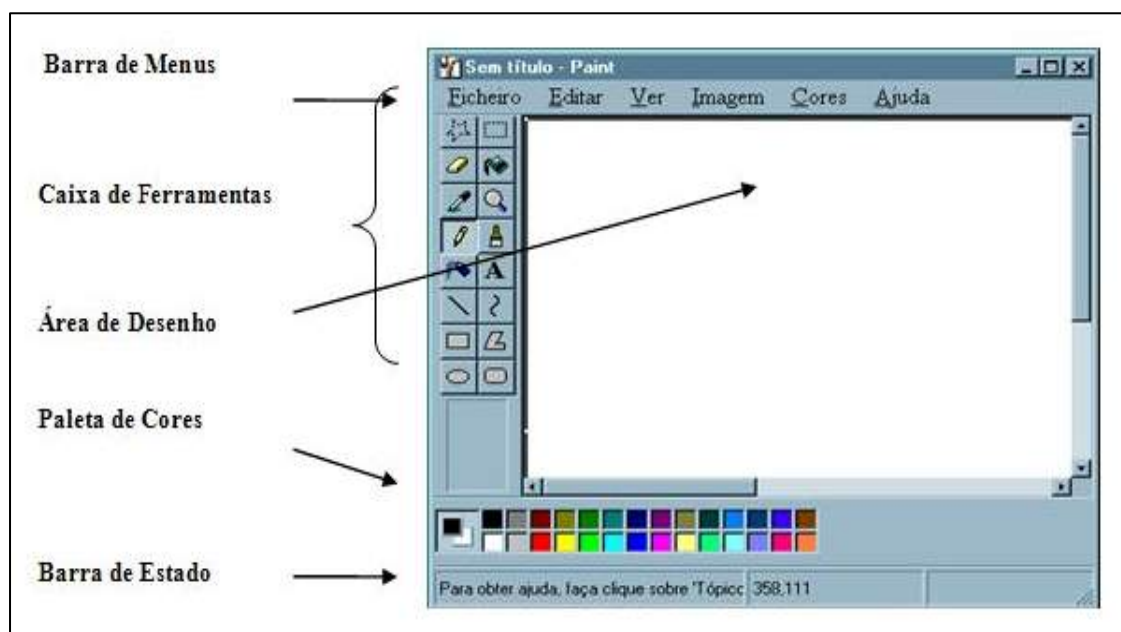 Barra de Menus
Caixa de Ferramentas
Área de Desenho
Paleta de Cores
Barra de Estado
Sem título - Paint
Ficheiro Editar Ver Imagem Cores Ajuda
A
Para obter ajuda, faça clique sobre 'Tópicc 358,111